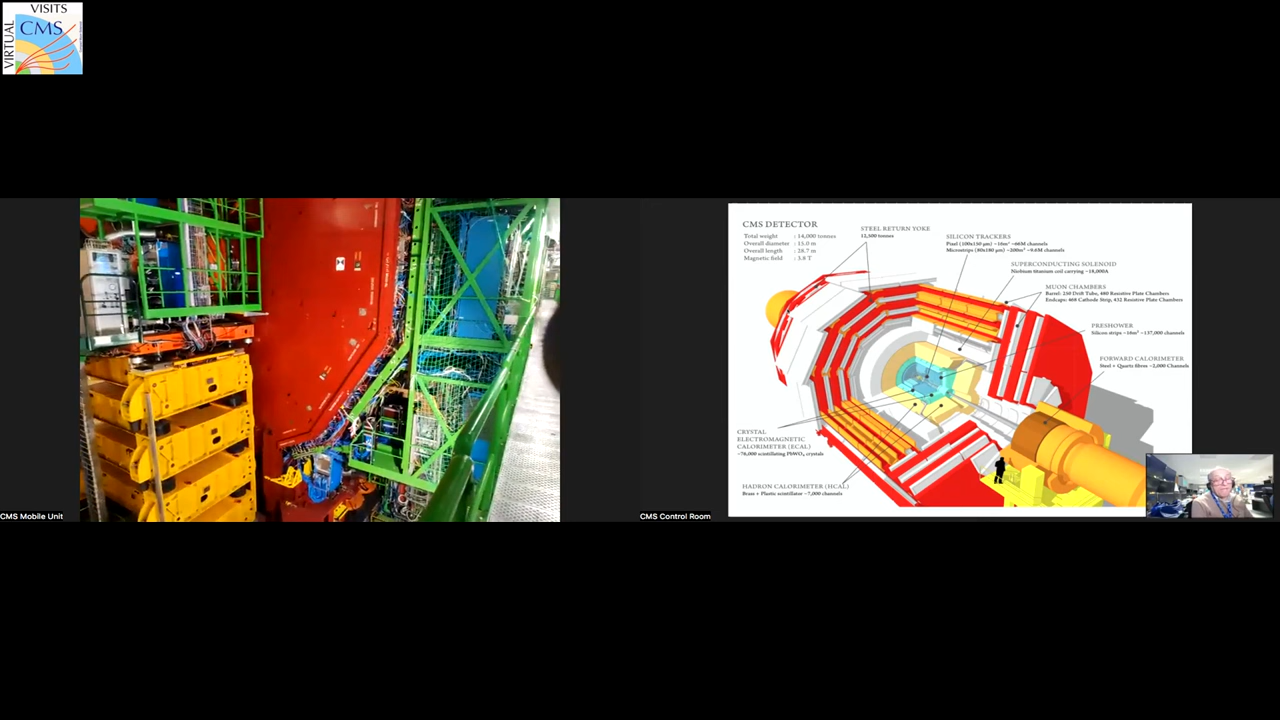 VISITS
VIRTUAL
CMS
CMS DETECTOR
Total weight : 14,000 tonnes
Overall diameter : 15.0 m
Overall length : 28.7 m
Magnetic field : 3.8 T
STEEL RETURN YOKE
12,500 tonnes
SILICON TRACKERS
Pixel (100x150 μm) ~16m² ~66M channels
Microstrips (80x180 μm) ~200m² ~9.6M channels
SUPERCONDUCTING SOLENOID
Niobium titanium coil carrying ~18,000A
MUON CHAMBERS
Barrel: 250 Drift Tube, 480 Resistive Plate Chambers
Endcaps: 468 Cathode Strip, 432 Resistive Plate Chambers
PRESHOWER
Silicon strips ~16m² ~137,000 channels
FORWARD CALORIMETER
Steel + Quartz fibres ~2,000 Channels
CRYSTAL
ELECTROMAGNETIC
CALORIMETER (ECAL)
~76,000 scintillating PbWO₄ crystals
HADRON CALORIMETER (HCAL)
Brass + Plastic scintillator ~7,000 channels
CMS Mobile Unit
CMS Control Room